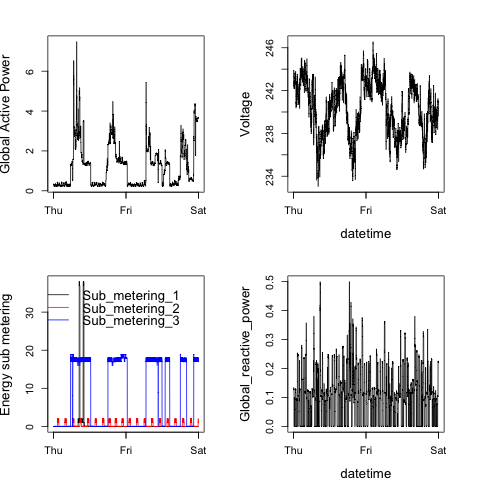 Global Active Power
0 2 4 6
Thu Fri Sat
Voltage
234 238 242 246
Thu Fri Sat
datetime
Energy sub metering
0 10 20 30
Sub_metering_1
Sub_metering_2
Sub_metering_3
Thu Fri Sat
Global_reactive_power
0.0 0.1 0.2 0.3 0.4 0.5
Thu Fri Sat
datetime